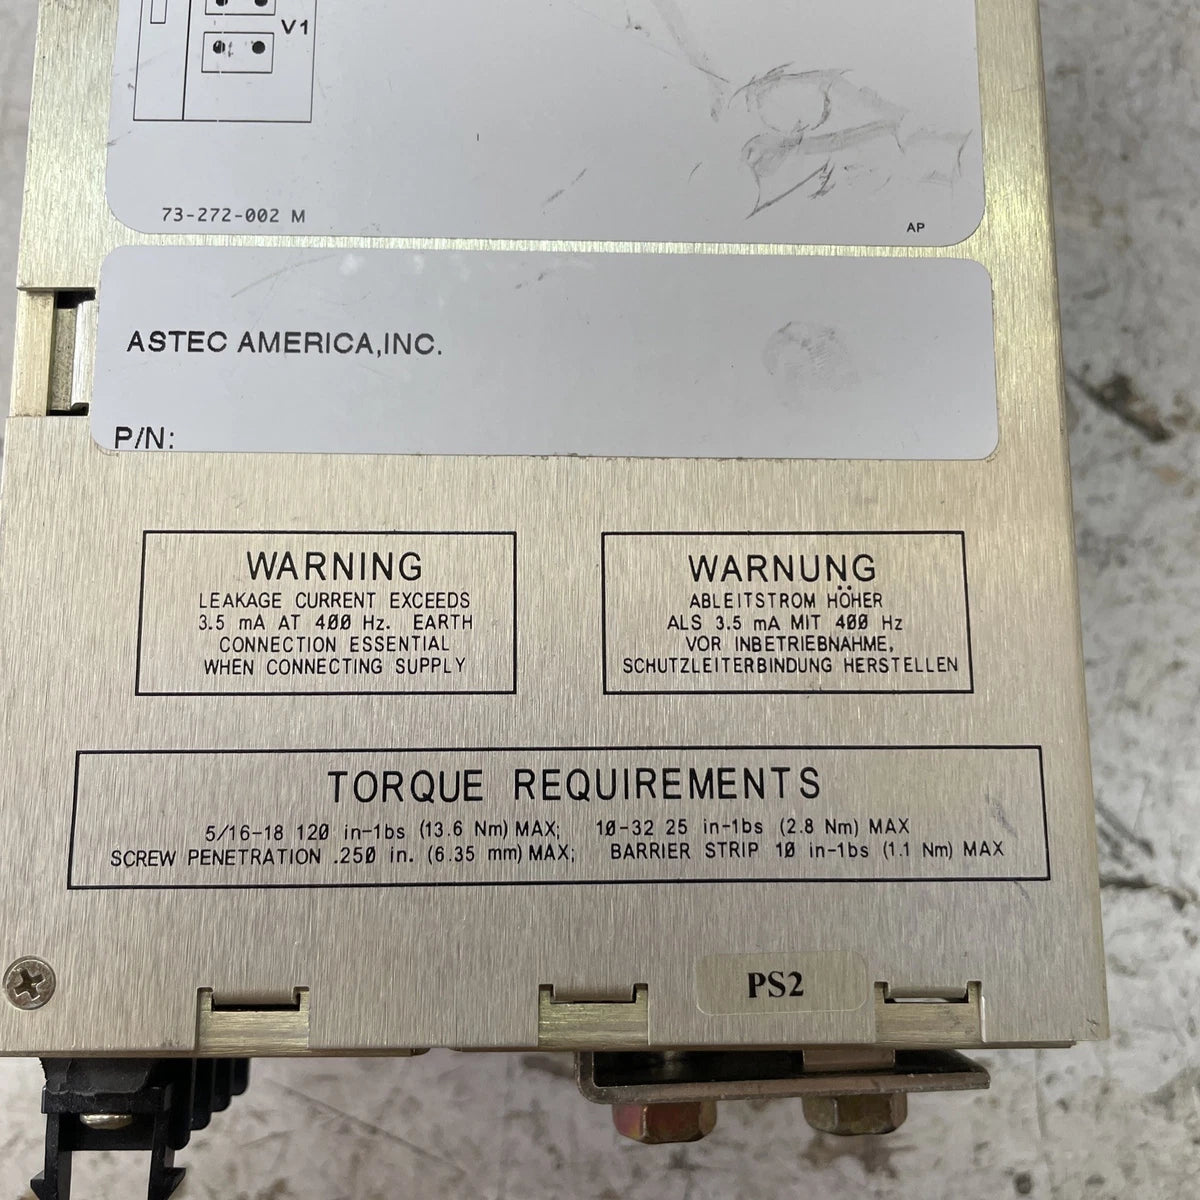 V1
73-272-002 M
AP
ASTEC AMERICA,INC.
P/N:
WARNING
LEAKAGE CURRENT EXCEEDS
3.5 mA AT 400 Hz. EARTH
CONNECTION ESSENTIAL
WHEN CONNECTING SUPPLY
WARNUNG
ABLEITSTROM HÖHER
ALS 3.5 mA MIT 400 Hz
VOR INBETRIEBNAHME,
SCHUTZLEITERBINDUNG HERSTELLEN
TORQUE REQUIREMENTS
5/16-18 120 in-1bs (13.6 Nm) MAX; 10-32 25 in-1bs (2.8 Nm) MAX
SCREW PENETRATION .250 in. (6.35 mm) MAX; BARRIER STRIP 10 in-1bs (1.1 Nm) MAX
PS2